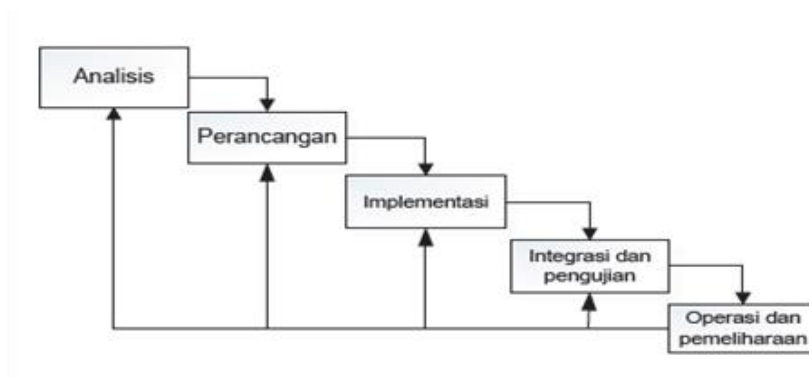 Analisis
Perancangan
Implementasi
Integrasi dan
pengujian
Operasi dan
pemeliharaan